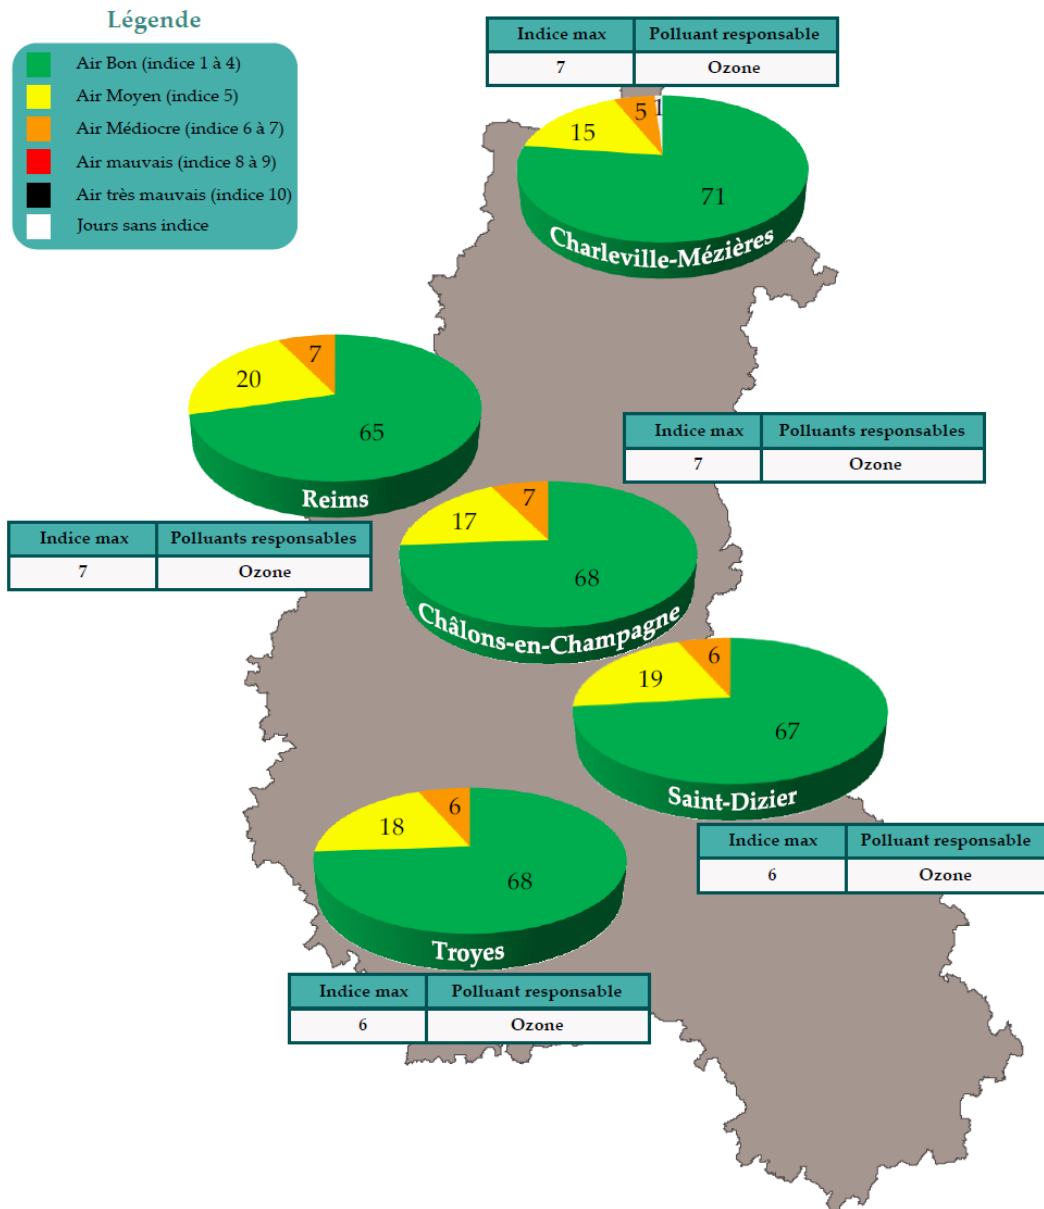 Légende
Air Bon (indice 1 à 4)
Air Moyen (indice 5)
Air Médiocre (indice 6 à 7)
Air mauvais (indice 8 à 9)
Air très mauvais (indice 10)
Jours sans indice
Indice max Polluant responsable
7 Ozone
15 5 1
71
Charleville-Mézières
7
20
65
Reims
Indice max Polluants responsables
7 Ozone
Indice max Polluants responsables
7 Ozone
7
17
68
Châlons-en-Champagne
6
19
67
Saint-Dizier
Indice max Polluant responsable
6 Ozone
6
18
68
Troyes
Indice max Polluant responsable
6 Ozone